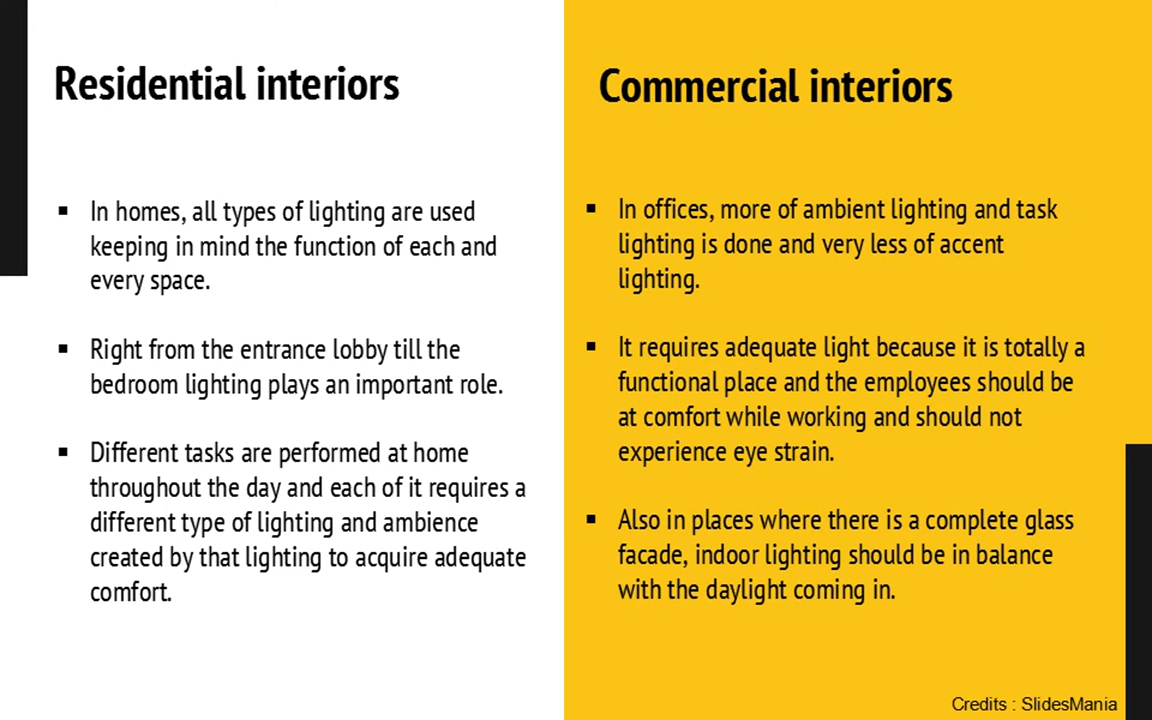 Residential interiors
▪ In homes, all types of lighting are used
keeping in mind the function of each and
every space.
▪ Right from the entrance lobby till the
bedroom lighting plays an important role.
▪ Different tasks are performed at home
throughout the day and each of it requires a
different type of lighting and ambience
created by that lighting to acquire adequate
comfort.
Commercial interiors
▪ In offices, more of ambient lighting and task
lighting is done and very less of accent
lighting.
▪ It requires adequate light because it is totally a
functional place and the employees should be
at comfort while working and should not
experience eye strain.
▪ Also in places where there is a complete glass
facade, indoor lighting should be in balance
with the daylight coming in.
Credits : SlidesMania